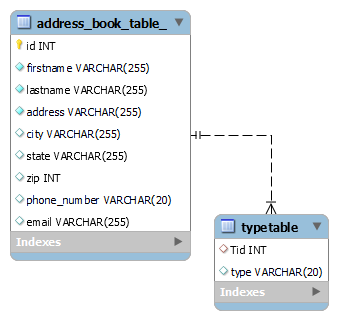 address_book_table_
id INT
firstname VARCHAR(255)
lastname VARCHAR(255)
address VARCHAR(255)
city VARCHAR(255)
state VARCHAR(255)
zip INT
phone_number VARCHAR(20)
email VARCHAR(255)
Indexes
typetable
Tid INT
type VARCHAR(20)
Indexes